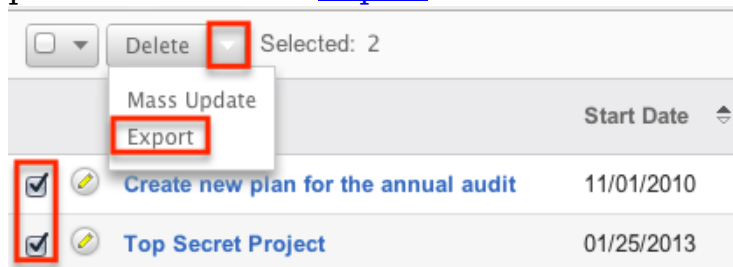 Delete Selected: 2
Mass Update
Export
Start Date
Create new plan for the annual audit 11/01/2010
Top Secret Project 01/25/2013